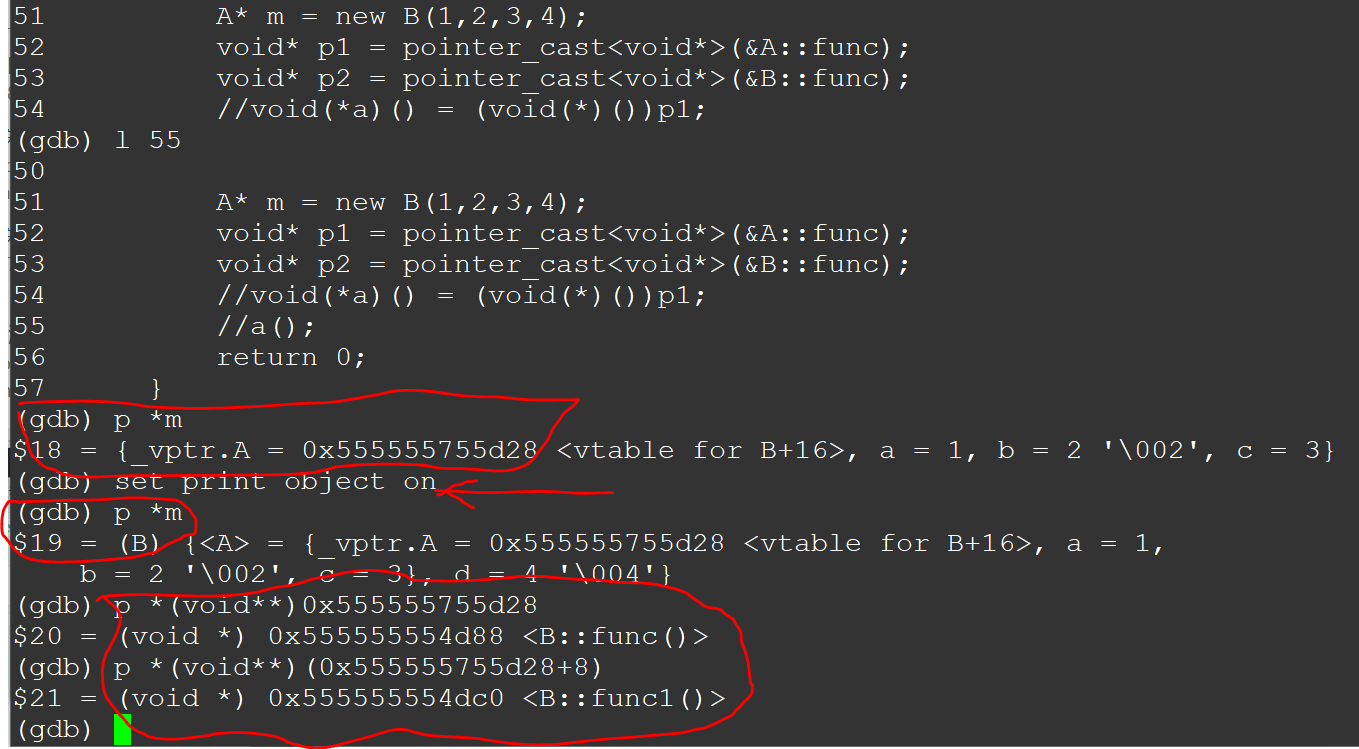 51              A* m = new B(1,2,3,4);
52              void* p1 = pointer_cast<void*>(&A::func);
53              void* p2 = pointer_cast<void*>(&B::func);
54              //void(*a)() = (void(*)())p1;
(gdb) l 55
50
51              A* m = new B(1,2,3,4);
52              void* p1 = pointer_cast<void*>(&A::func);
53              void* p2 = pointer_cast<void*>(&B::func);
54              //void(*a)() = (void(*)())p1;
55              //a();
56              return 0;
57      }
(gdb) p *m
$18 = {_vptr.A = 0x555555755d28 <vtable for B+16>, a = 1, b = 2 '\002', c = 3}
(gdb) set print object on
(gdb) p *m
$19 = (B) {<A> = {_vptr.A = 0x555555755d28 <vtable for B+16>, a = 1,
    b = 2 '\002', c = 3}, d = 4 '\004'}
(gdb) p *(void**)0x555555755d28
$20 = (void *) 0x555555554d88 <B::func()>
(gdb) p *(void**)(0x555555755d28+8)
$21 = (void *) 0x555555554dc0 <B::func1()>
(gdb)